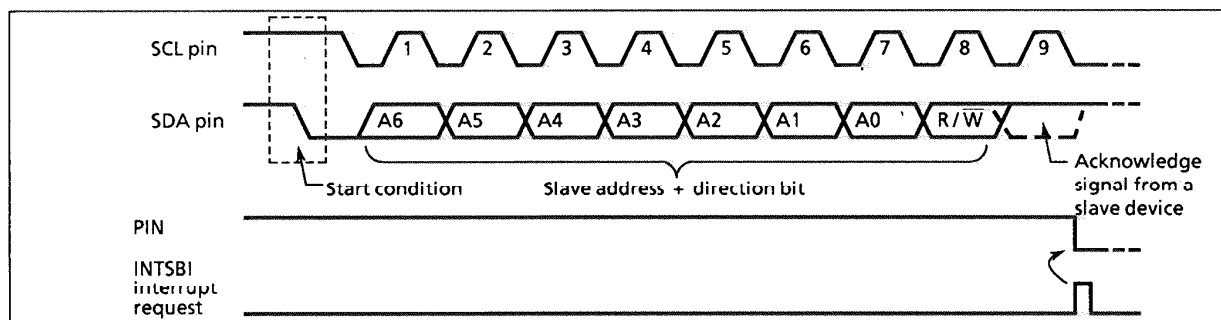 SCL pin 1 2 3 4 5 6 7 8 9
SDA pin A6 A5 A4 A3 A2 A1 A0 R/W̅
Start condition
Slave address + direction bit
Acknowledge
signal from a
slave device
PIN
INTSBI
interrupt
request